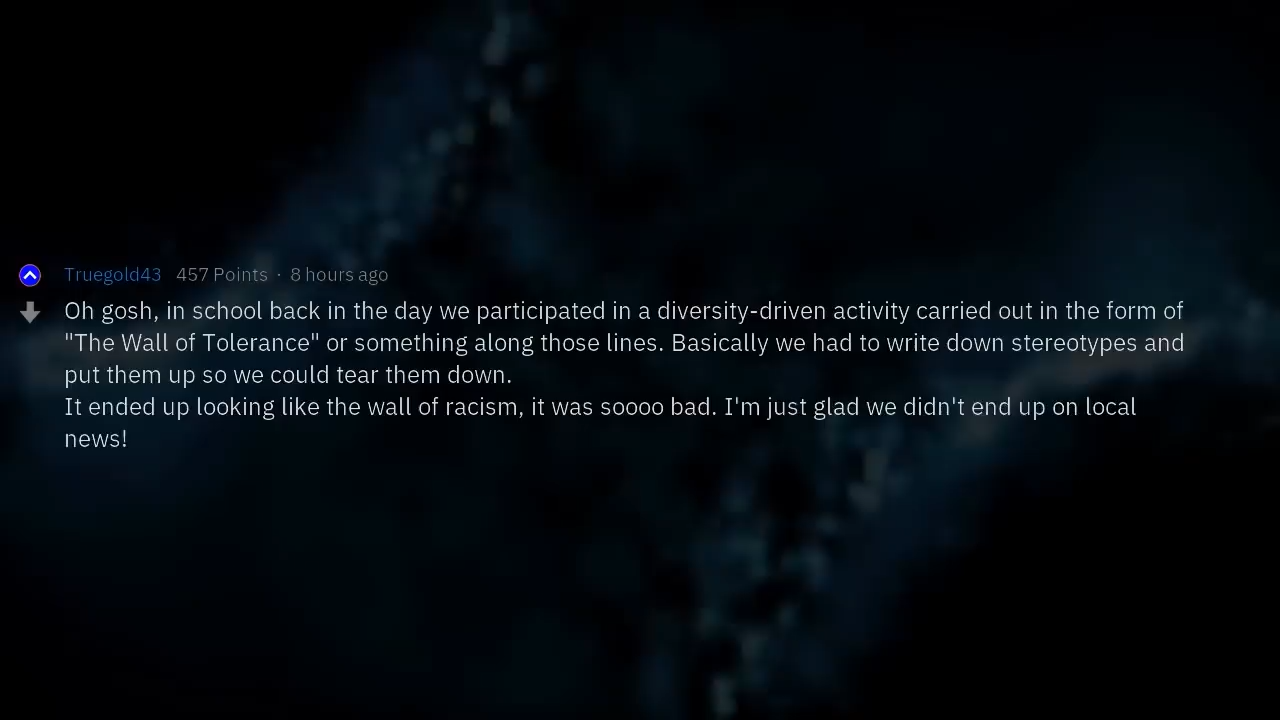 Truegold43 457 Points · 8 hours ago
Oh gosh, in school back in the day we participated in a diversity-driven activity carried out in the form of
"The Wall of Tolerance" or something along those lines. Basically we had to write down stereotypes and
put them up so we could tear them down.
It ended up looking like the wall of racism, it was soooo bad. I'm just glad we didn't end up on local
news!